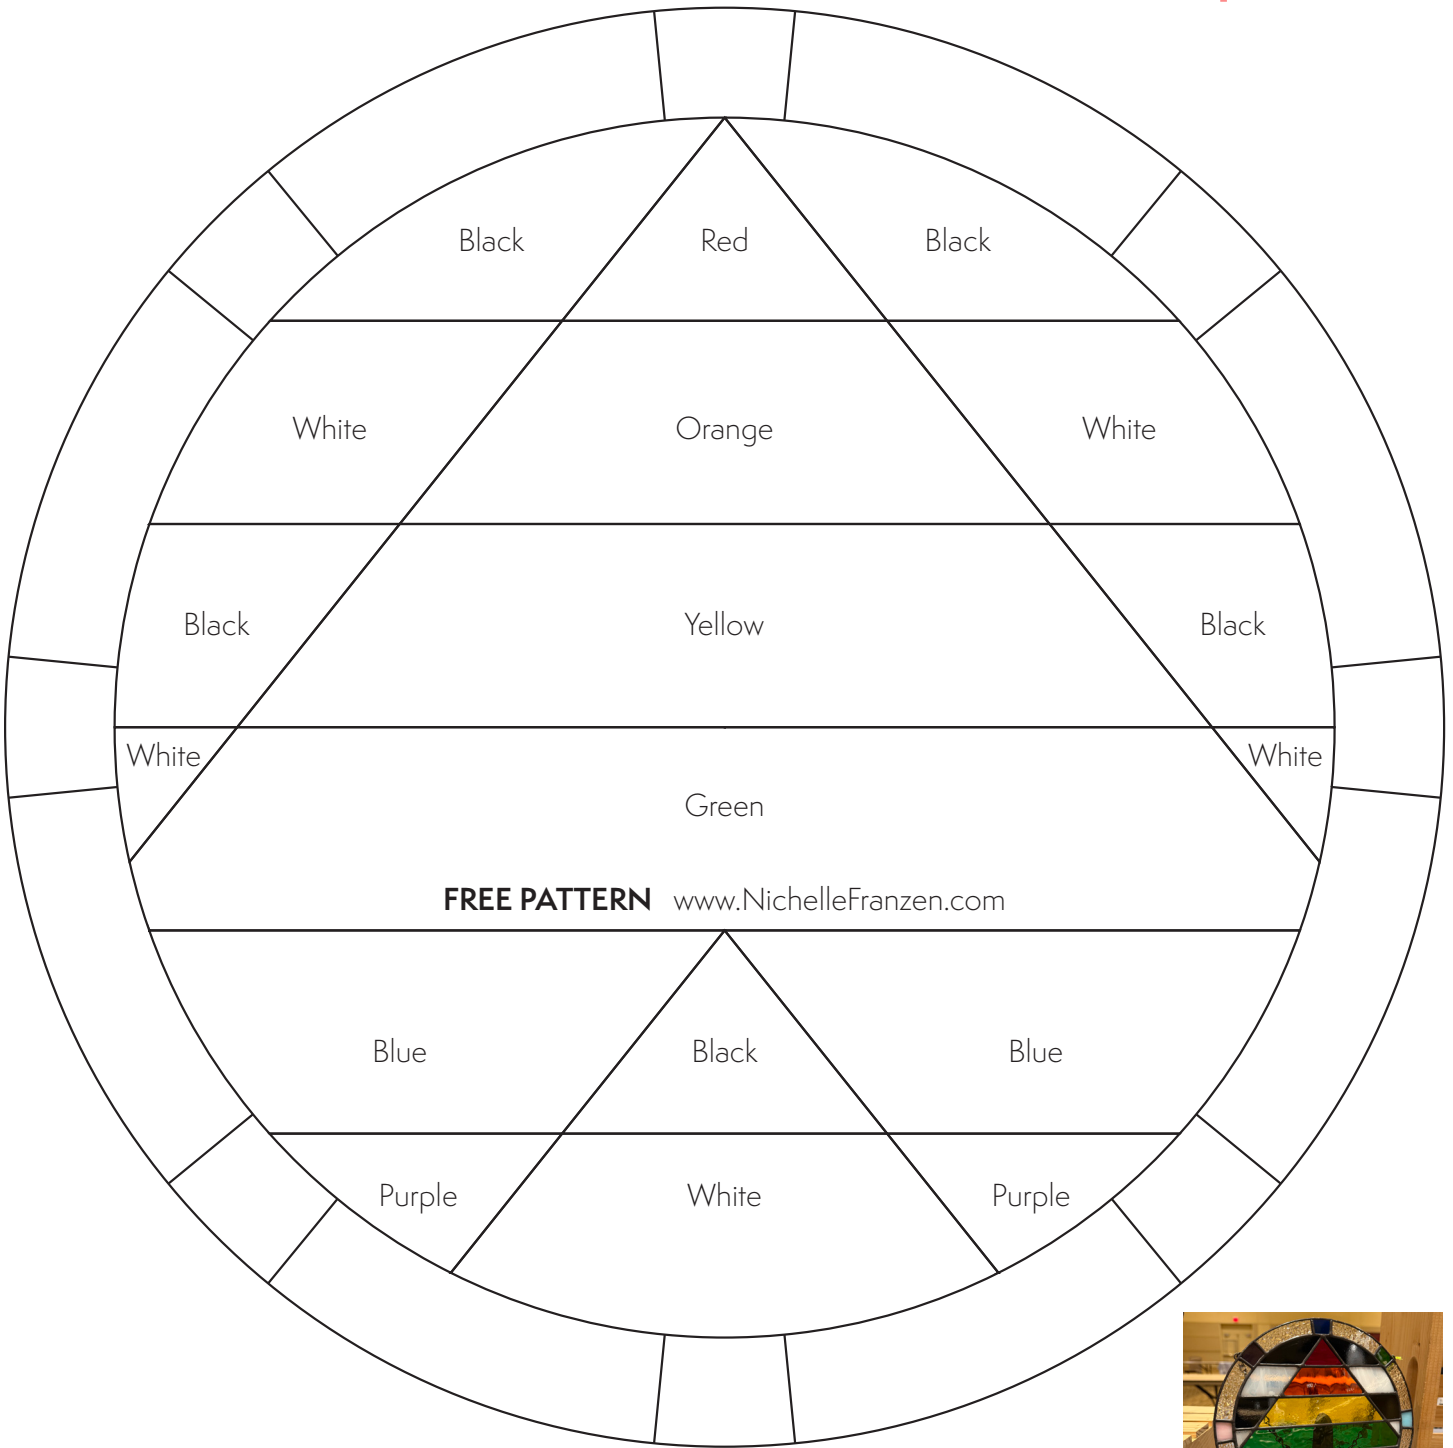 Black Red Black
White Orange White
Black Yellow Black
White White
Green
FREE PATTERN www.NichelleFranzen.com
Blue Black Blue
Purple White Purple